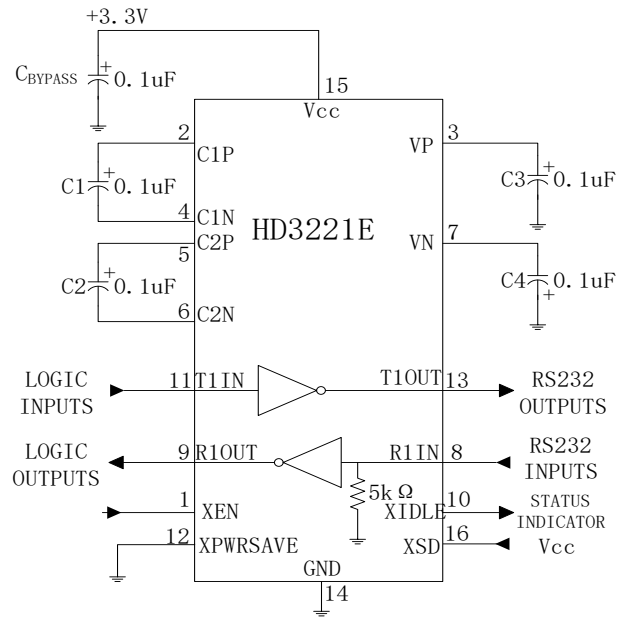 +3.3V
CBYPASS
+
0.1uF
15
Vcc
2
C1P
VP
3
C1
+
0.1uF
C3
+
0.1uF
4
C1N
HD3221E
C2P
5
VN
7
C2
+
0.1uF
C4
0.1uF
+
6
C2N
LOGIC
INPUTS
11
T1IN
T1OUT
13
RS232
OUTPUTS
LOGIC
OUTPUTS
9
R1OUT
R1IN
8
RS232
INPUTS
5kΩ
1
XEN
XIDLE
10
STATUS
INDICATOR
12
XPWRSAVE
XSD
16
Vcc
GND
14